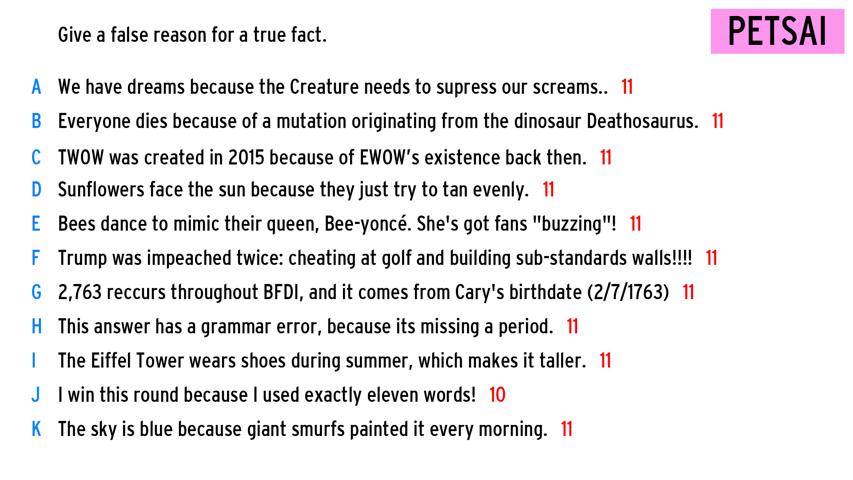 Give a false reason for a true fact.
PETSAI
A We have dreams because the Creature needs to supress our screams.. 11
B Everyone dies because of a mutation originating from the dinosaur Deathosaurus. 11
C TWOW was created in 2015 because of EWOW's existence back then. 11
D Sunflowers face the sun because they just try to tan evenly. 11
E Bees dance to mimic their queen, Bee-yoncé. She's got fans "buzzing"! 11
F Trump was impeached twice: cheating at golf and building sub-standards walls!!!! 11
G 2,763 reccurs throughout BFDI, and it comes from Cary's birthdate (2/7/1763) 11
H This answer has a grammar error, because its missing a period. 11
I The Eiffel Tower wears shoes during summer, which makes it taller. 11
J I win this round because I used exactly eleven words! 10
K The sky is blue because giant smurfs painted it every morning. 11